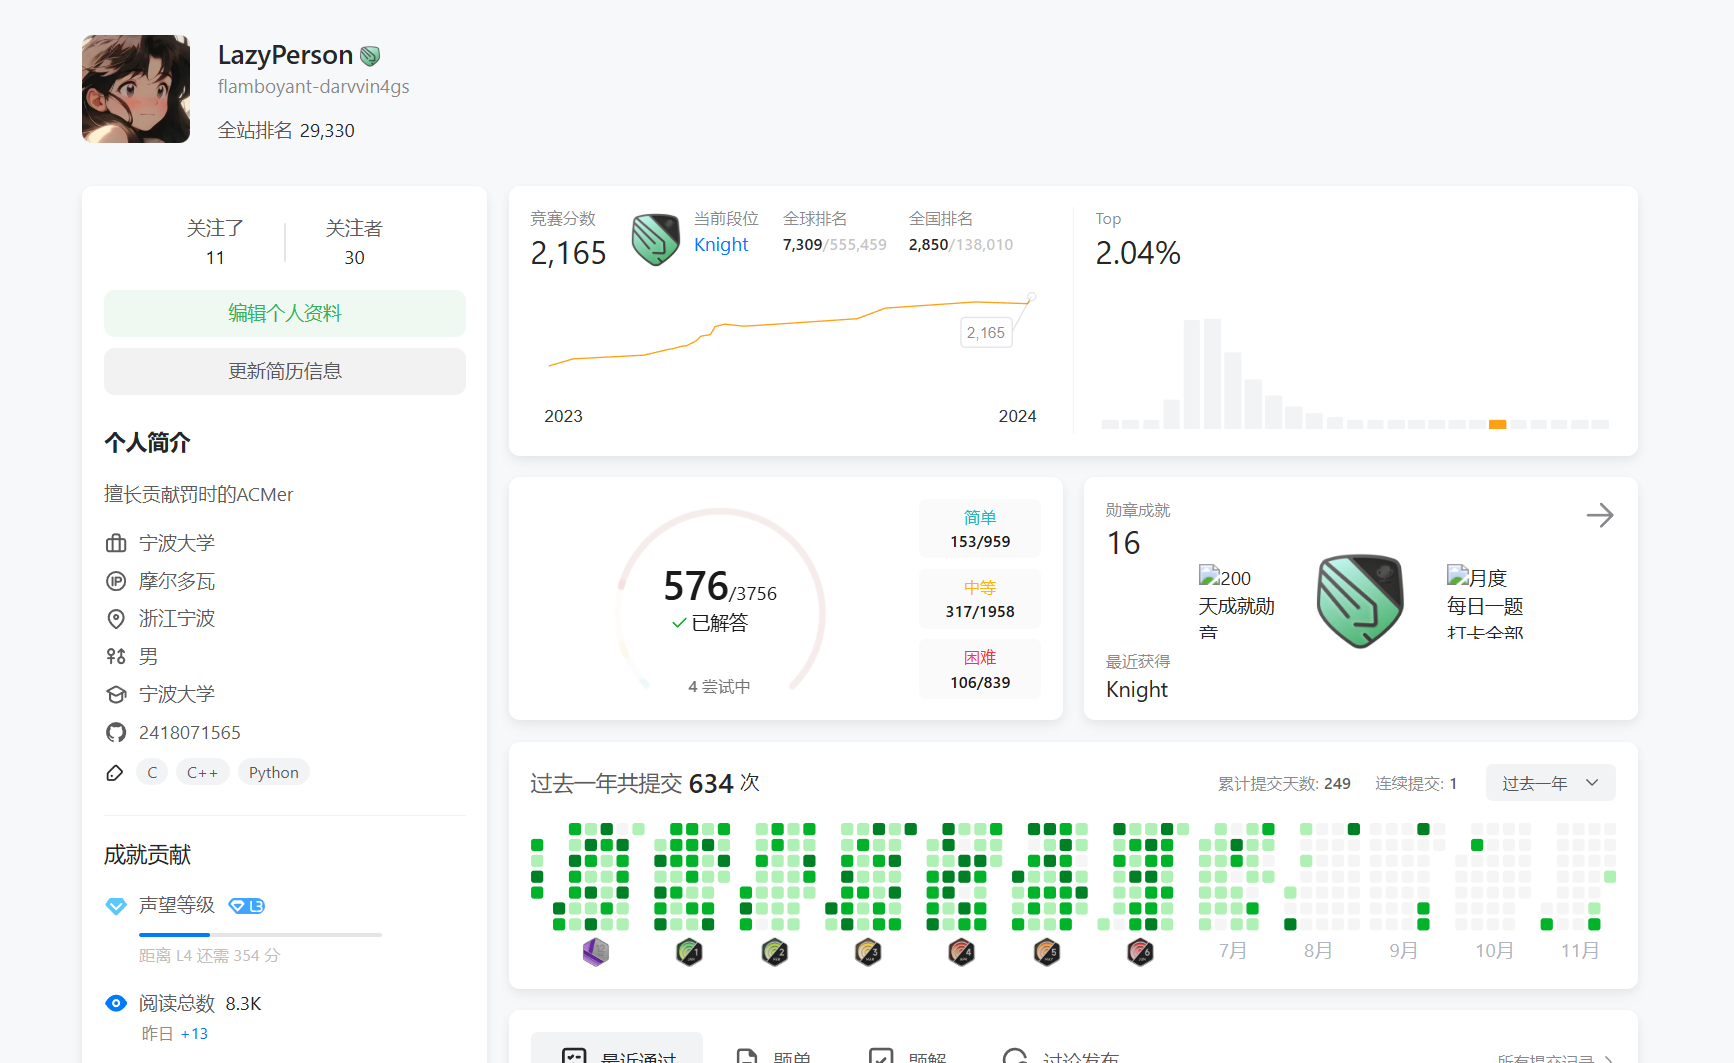 LazyPerson
flamboyant-darvvin4gs
全站排名 29,330
关注了
11
关注者
30
编辑个人资料
更新简历信息
个人简介
擅长贡献罚时的ACMer
宁波大学
IP 摩尔多瓦
浙江宁波
男
宁波大学
2418071565
C C++ Python
成就贡献
声望等级 L3
距离 L4 还需 354 分
阅读总数 8.3K
昨日 +13
竞赛分数
2,165
当前段位
Knight
全球排名
7,309/555,459
全国排名
2,850/138,010
2,165
2023 2024
Top
2.04%
576/3756
已解答
4 尝试中
简单
153/959
中等
317/1958
困难
106/839
勋章成就
16
200
天成就勋
章
月度
每日一题
打卡全部
最近获得
Knight
过去一年共提交 634 次
累计提交天数: 249 连续提交: 1 过去一年
7月 8月 9月 10月 11月
最近通过 题单 题解 讨论发布 所有提交记录